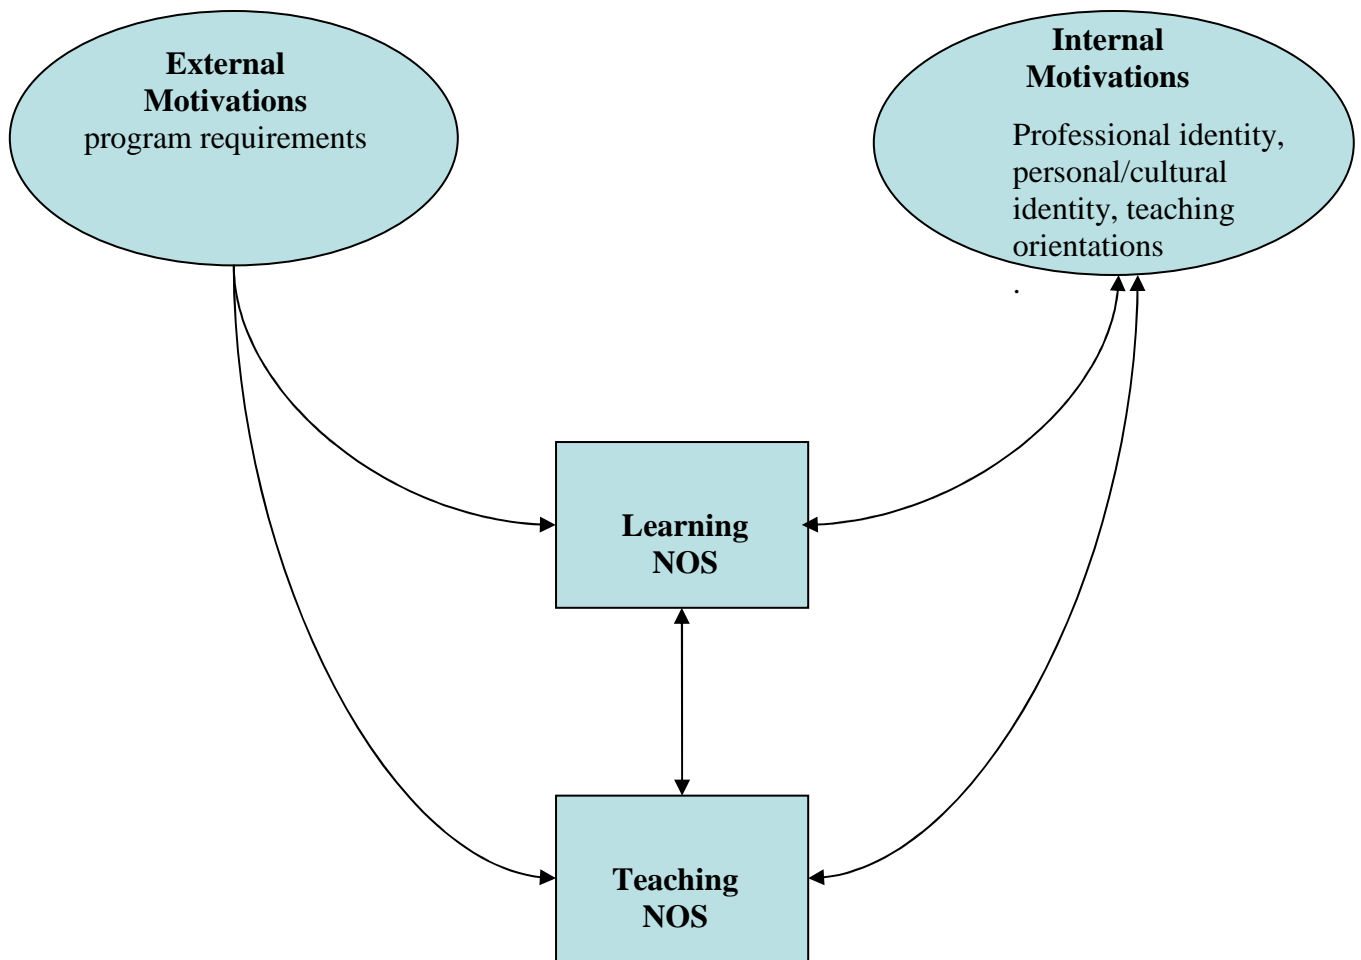 External
Motivations
program requirements
Internal
Motivations
Professional identity,
personal/cultural
identity, teaching
orientations
.
Learning
NOS
Teaching
NOS